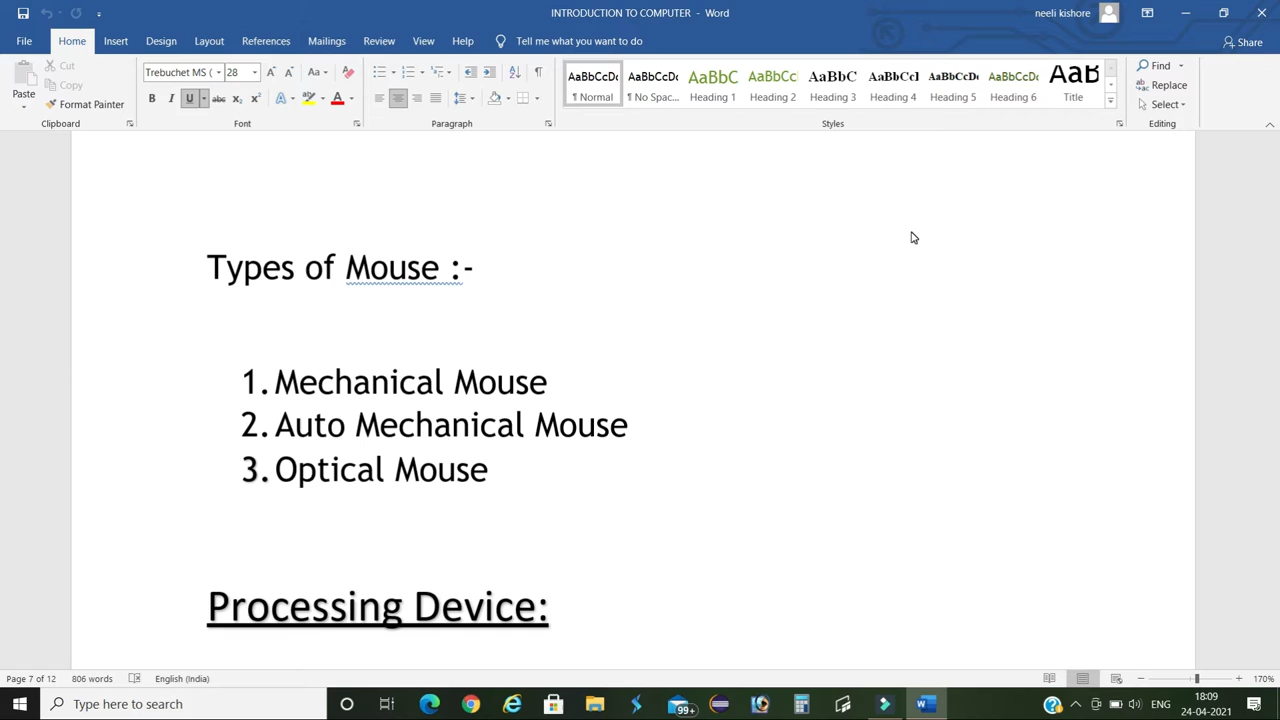 INTRODUCTION TO COMPUTER - Word
neeli kishore
File Home Insert Design Layout References Mailings Review View Help Tell me what you want to do
Share
Paste
Cut
Copy
Format Painter
Clipboard
Trebuchet MS ( 28
Font
Paragraph
AaBbCcDc AaBbCcDc AaBbC AaBbCcC AaBbC AaBbCcI AaBbCcDc AaBbCcDc AaB
¶ Normal ¶ No Spac... Heading 1 Heading 2 Heading 3 Heading 4 Heading 5 Heading 6 Title
Styles
Find
Replace
Select
Editing
Types of Mouse :-
1. Mechanical Mouse
2. Auto Mechanical Mouse
3. Optical Mouse
Processing Device:
Page 7 of 12 806 words English (India) 170%
Type here to search
99+
ENG
18:09
24-04-2021